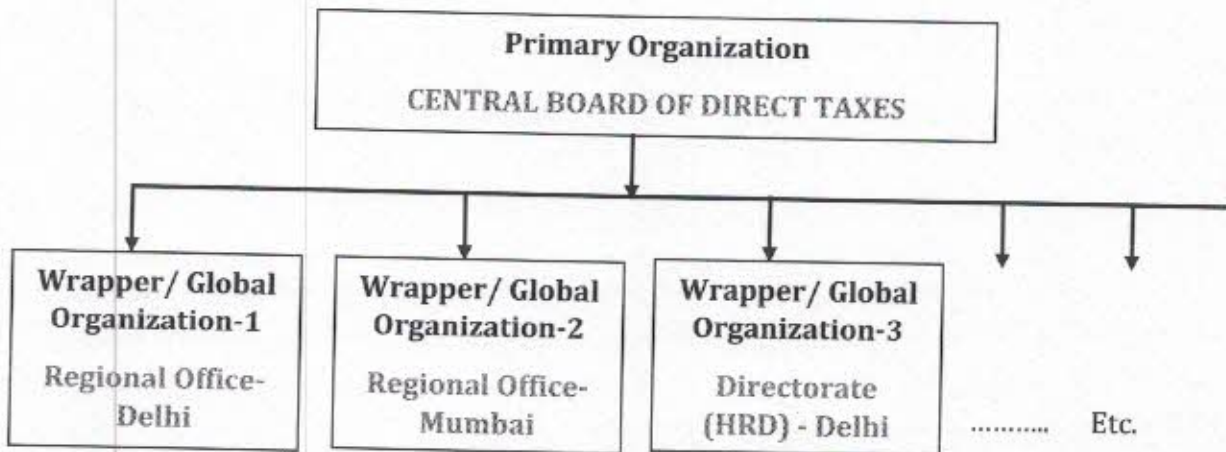 Primary Organization
CENTRAL BOARD OF DIRECT TAXES
Wrapper/ Global
Organization-1
Regional Office-
Delhi
Wrapper/ Global
Organization-2
Regional Office-
Mumbai
Wrapper/ Global
Organization-3
Directorate
(HRD) - Delhi
........... Etc.